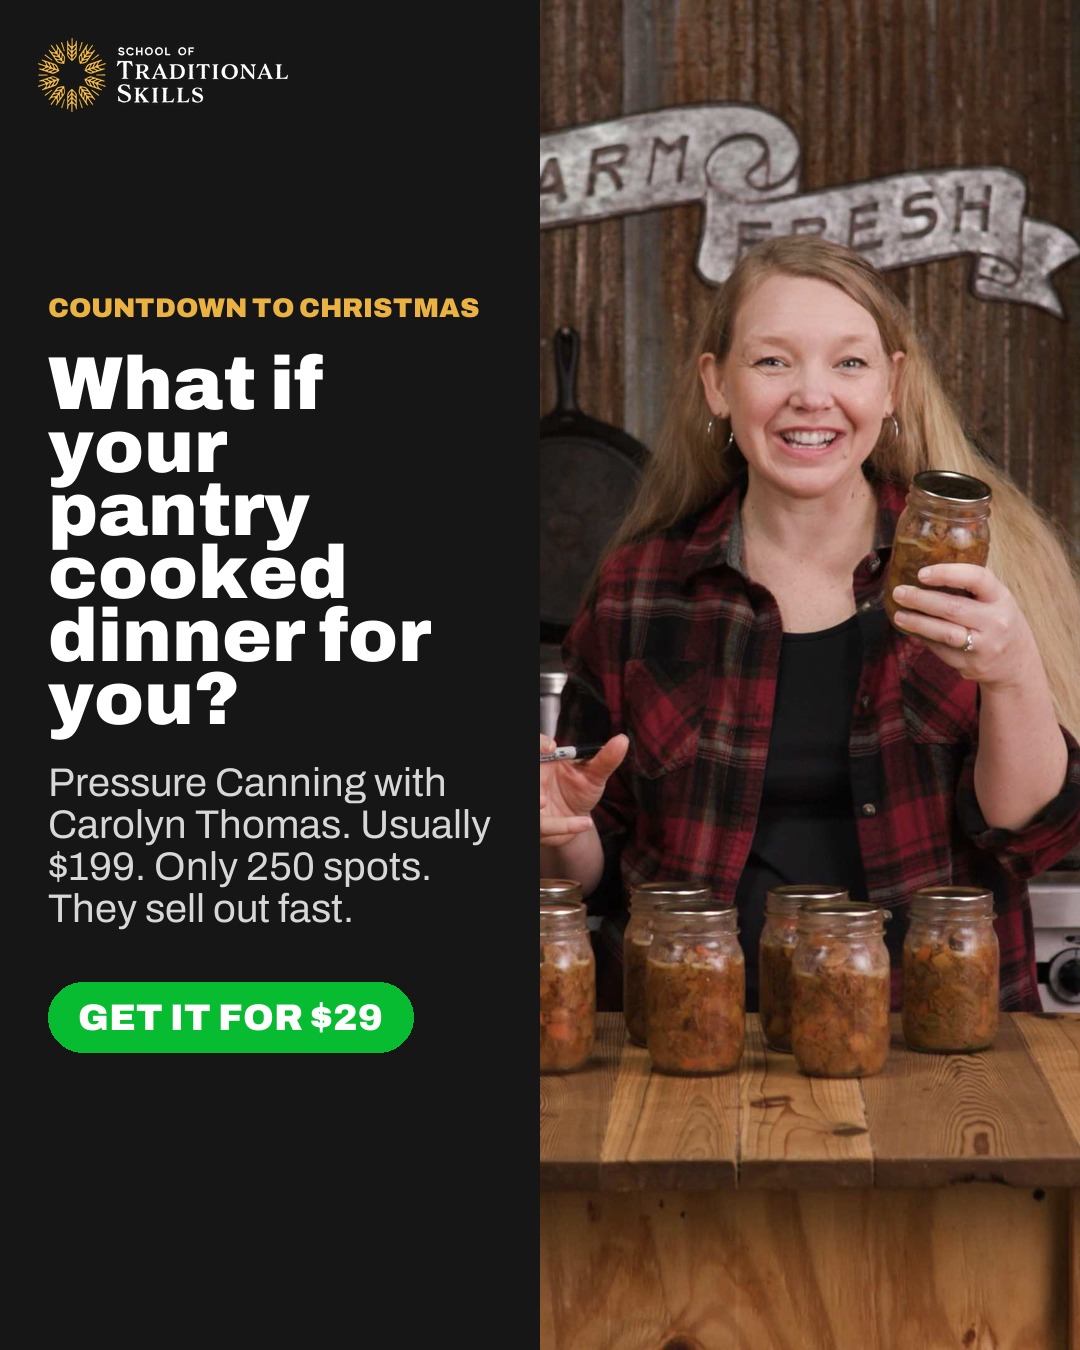 SCHOOL OF
TRADITIONAL
SKILLS
COUNTDOWN TO CHRISTMAS
What if
your
pantry
cooked
dinner for
you?
Pressure Canning with
Carolyn Thomas. Usually
$199. Only 250 spots.
They sell out fast.
GET IT FOR $29
ARM
FRESH